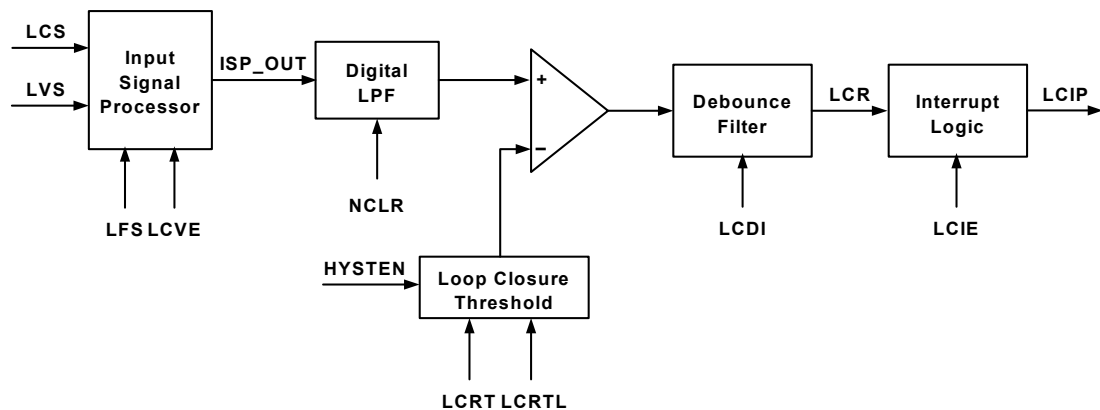 LCS
LVS
Input
Signal
Processor
LFS LCVE
ISP_OUT
Digital
LPF
NCLR
+
–
HYSTEN
Loop Closure
Threshold
LCRT LCRTL
Debounce
Filter
LCDI
LCR
Interrupt
Logic
LCIE
LCIP